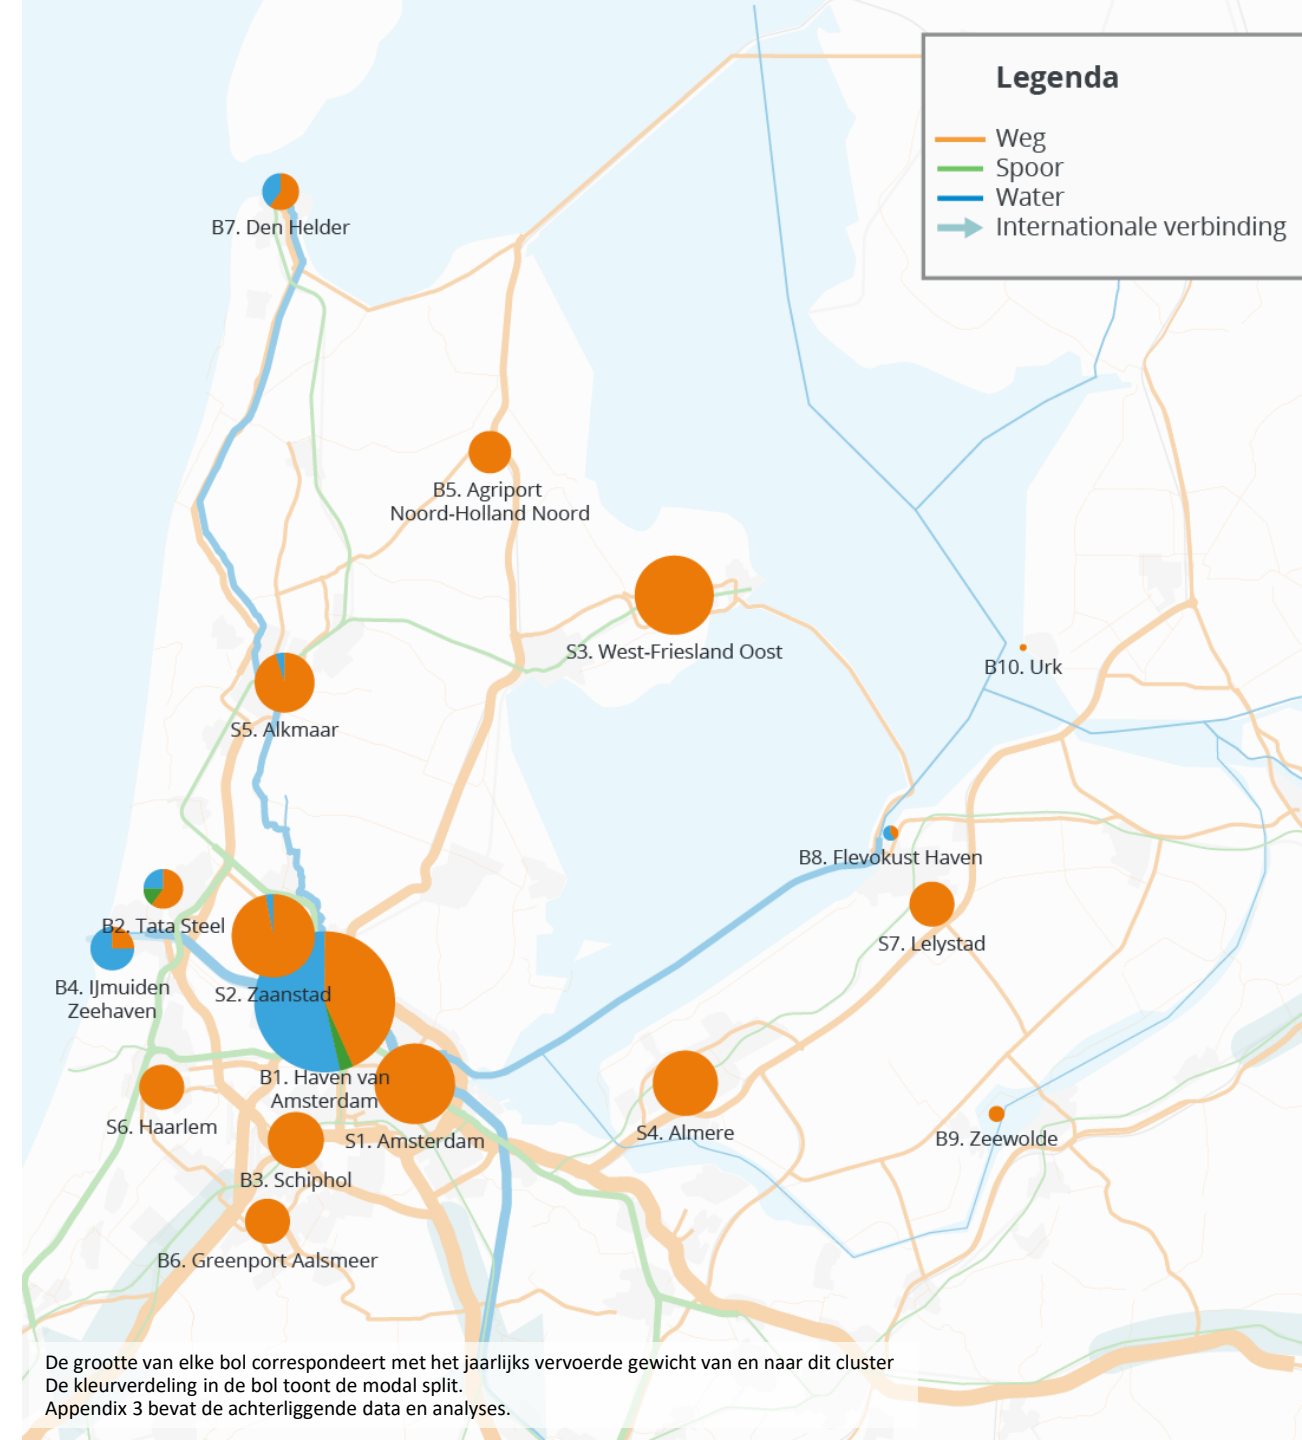 Legenda
Weg
Spoor
Water
Internationale verbinding
B7. Den Helder
B5. Agriport
Noord-Holland Noord
S3. West-Friesland Oost
B10. Urk
S5. Alkmaar
B8. Flevokust Haven
B2. Tata Steel
S7. Lelystad
B4. IJmuiden
Zeehaven
S2. Zaanstad
B1. Haven van
Amsterdam
S6. Haarlem
S1. Amsterdam
S4. Almere
B9. Zeewolde
B3. Schiphol
B6. Greenport Aalsmeer
De grootte van elke bol correspondeert met het jaarlijks vervoerde gewicht van en naar dit cluster
De kleurverdeling in de bol toont de modal split.
Appendix 3 bevat de achterliggende data en analyses.